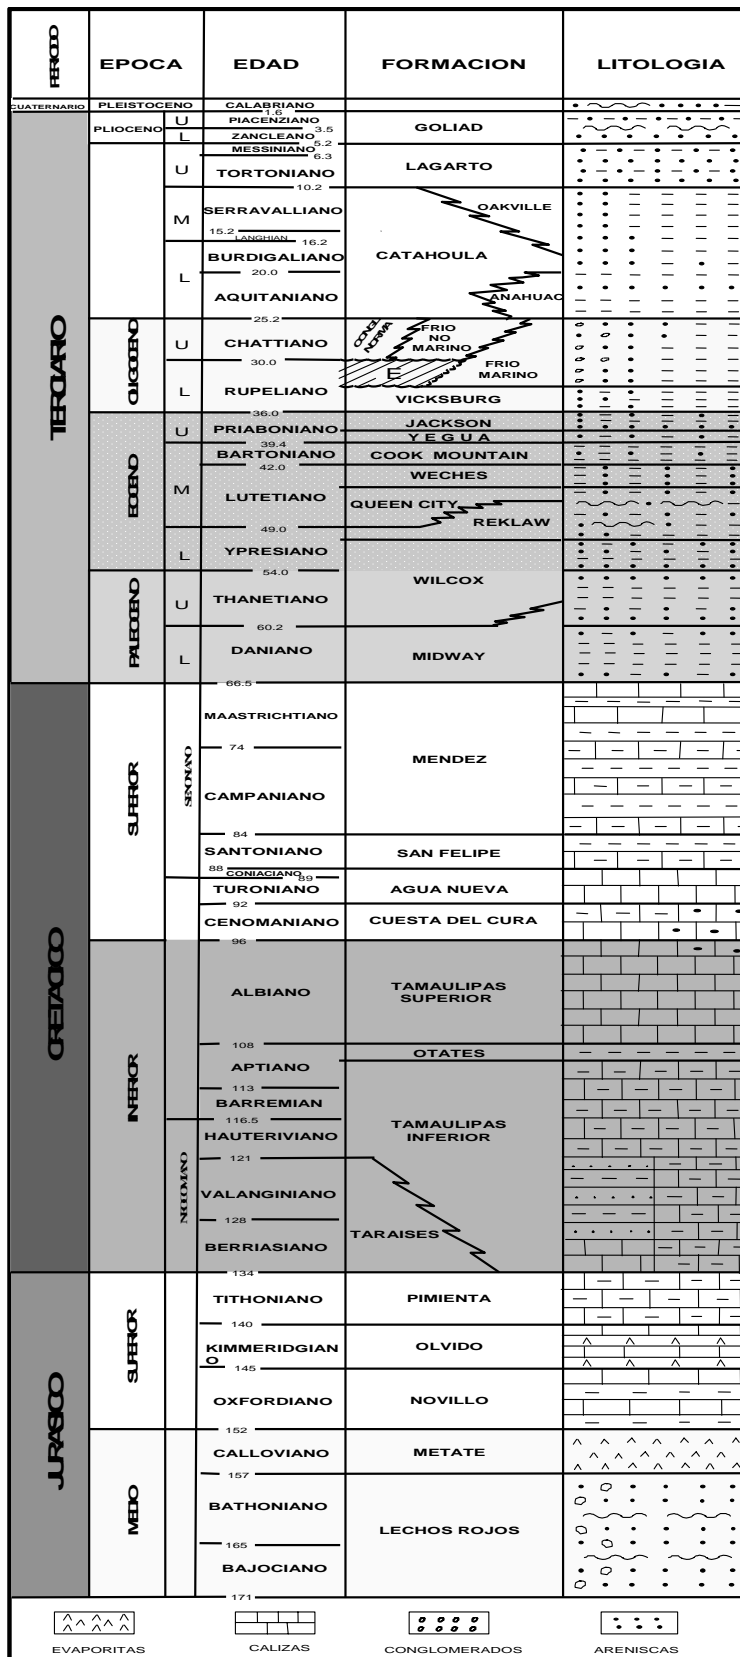 PERIODO
EPOCA
EDAD
FORMACION
LITOLOGIA
CUATERNARIO
PLEISTOCENO
CALABRIANO
1.6
TERCIARIO
PLIOCENO
U
PIACENZIANO
3.5
L
ZANCLEANO
5.2
GOLIAD
U
MESSINIANO
6.3
TORTONIANO
10.2
LAGARTO
M
SERRAVALLIANO
15.2
LANGHIAN
16.2
L
BURDIGALIANO
20.0
AQUITANIANO
25.2
OAKVILLE
CATAHOULA
ANAHUAC
OLIGOCENO
U
CHATTIANO
30.0
L
RUPELIANO
36.0
CONGL.
NORMA
FRIO
NO
MARINO
E
FRIO
MARINO
VICKSBURG
EOCENO
U
PRIABONIANO
39.4
JACKSON
YEGUA
M
BARTONIANO
42.0
COOK MOUNTAIN
LUTETIANO
49.0
WECHES
QUEEN CITY
REKLAW
L
YPRESIANO
54.0
WILCOX
PALEOCENO
U
THANETIANO
60.2
L
DANIANO
66.5
MIDWAY
CRETACICO
SUPERIOR
SENONIANO
MAASTRICHTIANO
74
CAMPANIANO
84
MENDEZ
SANTONIANO
88
SAN FELIPE
CONIACIANO
89
TURONIANO
92
AGUA NUEVA
CENOMANIANO
96
CUESTA DEL CURA
INFERIOR
ALBIANO
108
TAMAULIPAS
SUPERIOR
APTIANO
113
OTATES
BARREMIAN
116.5
NEOCOMIANO
HAUTERIVIANO
121
TAMAULIPAS
INFERIOR
VALANGINIANO
128
BERRIASIANO
134
TARAISES
JURASICO
SUPERIOR
TITHONIANO
140
PIMIENTA
KIMMERIDGIAN
O
145
OLVIDO
OXFORDIANO
152
NOVILLO
MEDIO
CALLOVIANO
157
METATE
BATHONIANO
165
BAJOCIANO
171
LECHOS ROJOS
EVAPORITAS
CALIZAS
CONGLOMERADOS
ARENISCAS